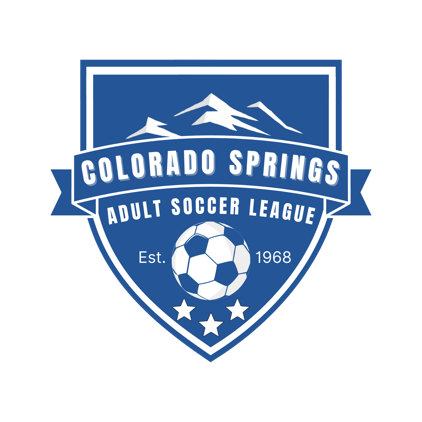 COLORADO SPRINGS
ADULT SOCCER LEAGUE
Est. 1968